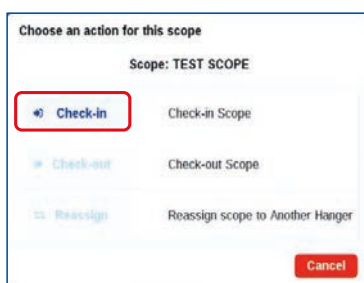 Choose an action for this scope
Scope: TEST SCOPE
Check-in Check-in Scope
Check-out Check-out Scope
Reassign Reassign scope to Another Hanger
Cancel